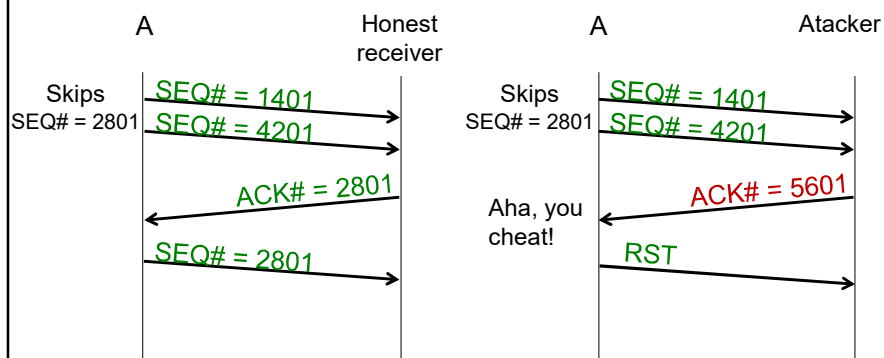 A
Honest
receiver
Skips
SEQ# = 2801
SEQ# = 1401
SEQ# = 4201
ACK# = 2801
SEQ# = 2801
A
Atacker
Skips
SEQ# = 2801
SEQ# = 1401
SEQ# = 4201
ACK# = 5601
Aha, you
cheat!
RST